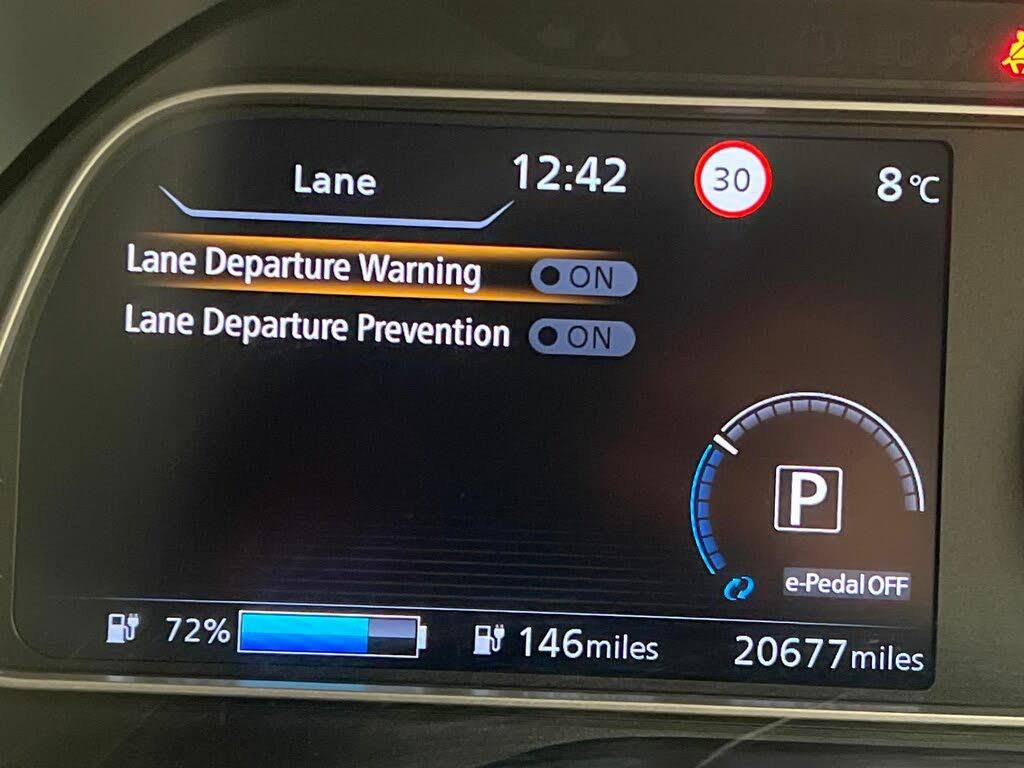 Lane 12:42 30 8°C
Lane Departure Warning ON
Lane Departure Prevention ON
P
e-Pedal OFF
72% 146miles 20677miles